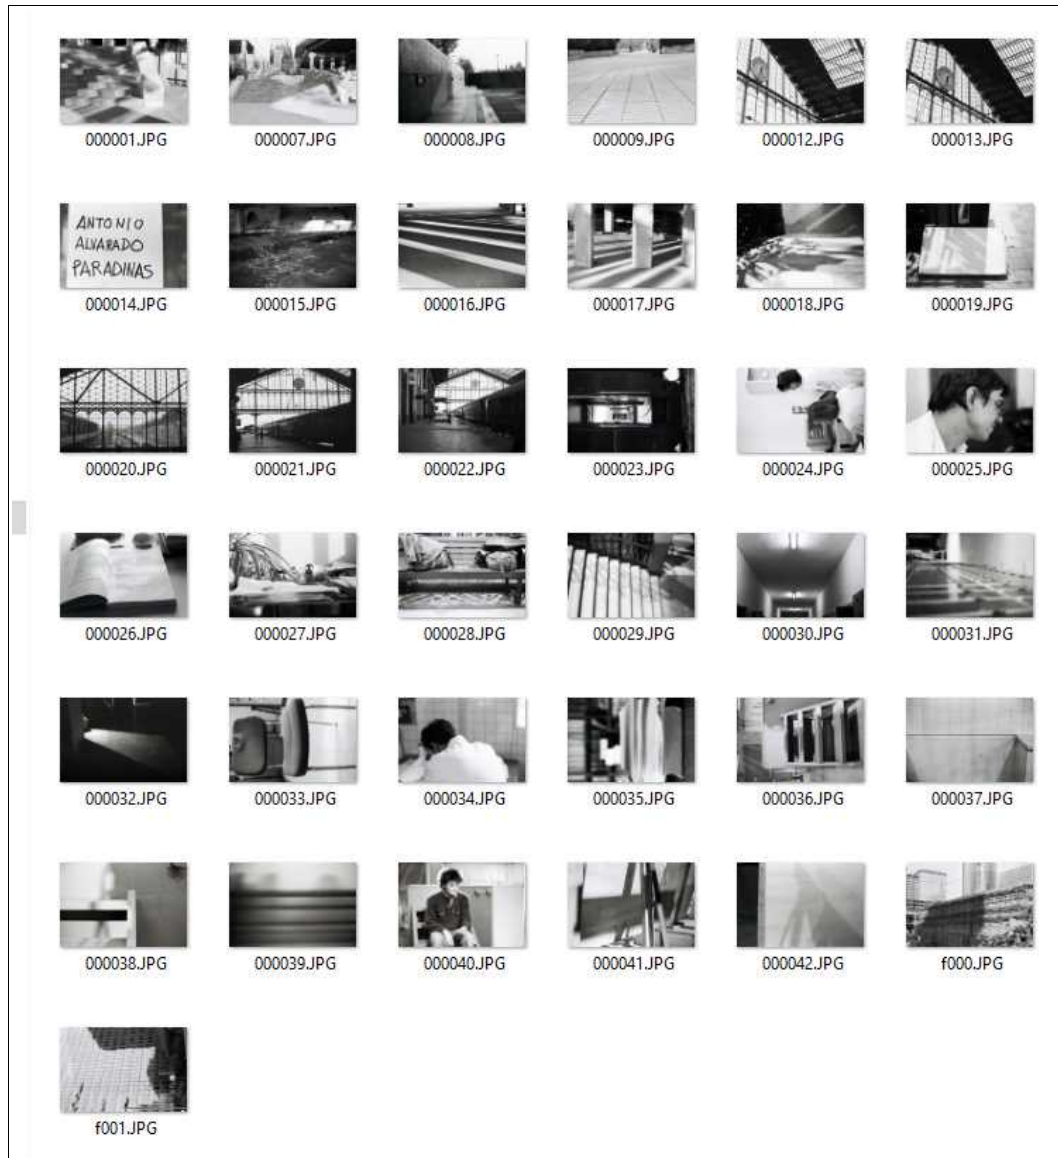 000001.JPG 000007.JPG 000008.JPG 000009.JPG 000012.JPG 000013.JPG
ANTONIO
ALVARADO
PARADINAS
000014.JPG 000015.JPG 000016.JPG 000017.JPG 000018.JPG 000019.JPG
000020.JPG 000021.JPG 000022.JPG 000023.JPG 000024.JPG 000025.JPG
000026.JPG 000027.JPG 000028.JPG 000029.JPG 000030.JPG 000031.JPG
000032.JPG 000033.JPG 000034.JPG 000035.JPG 000036.JPG 000037.JPG
000038.JPG 000039.JPG 000040.JPG 000041.JPG 000042.JPG f000.JPG
f001.JPG